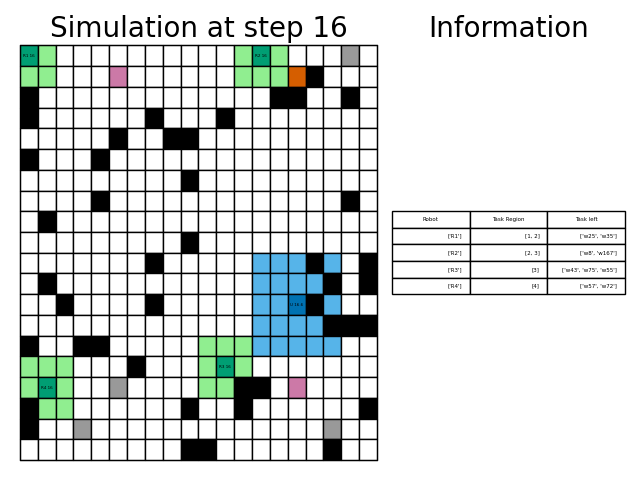 Simulation at step 16
Information
Robot Task Region Task left
['R1'] [1, 2] ['w25', 'w35']
['R2'] [2, 3] ['w8', 'w167']
['R3'] [3] ['w43', 'w75', 'w55']
['R4'] [4] ['w57', 'w72']